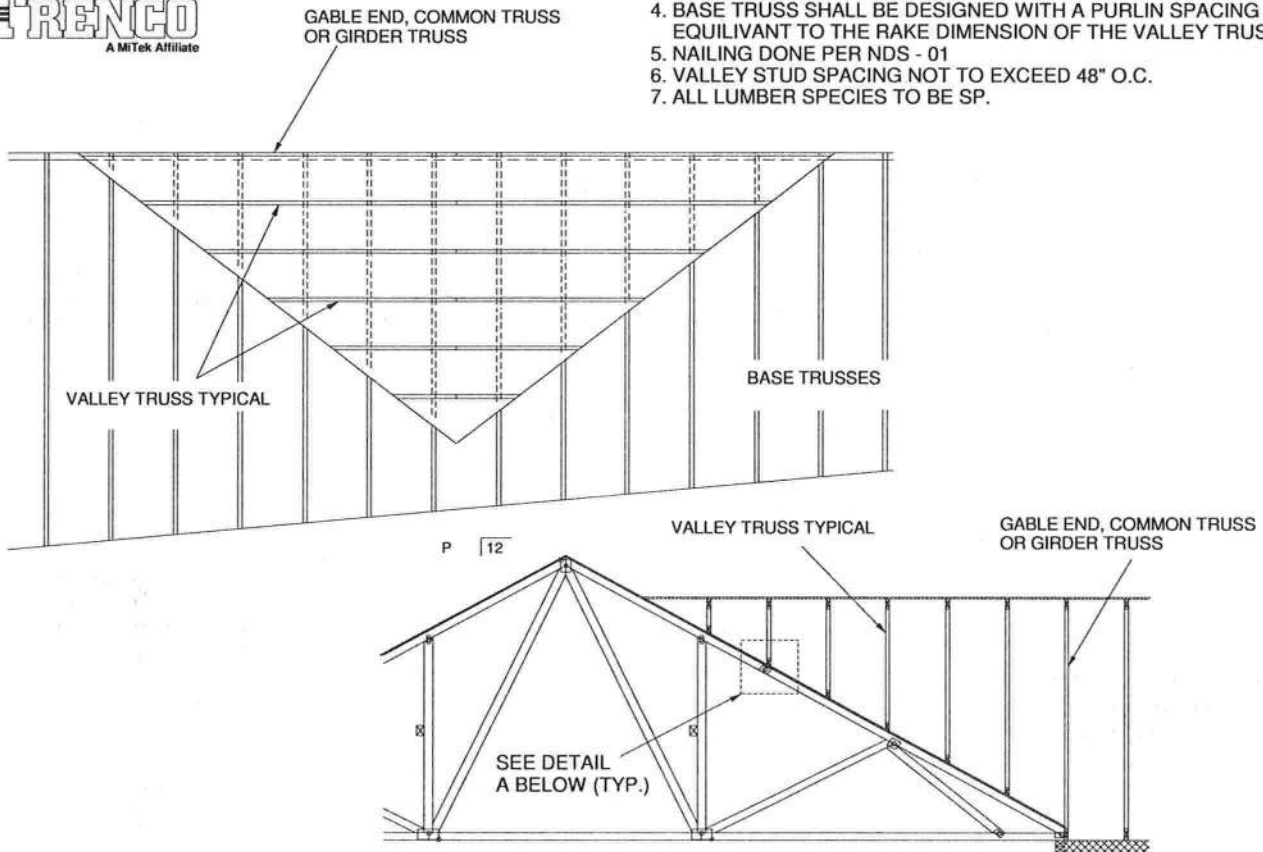 TRENCO
A MiTek Affiliate
GABLE END, COMMON TRUSS
OR GIRDER TRUSS
4. BASE TRUSS SHALL BE DESIGNED WITH A PURLIN SPACING
EQUILIVANT TO THE RAKE DIMENSION OF THE VALLEY TRUS
5. NAILING DONE PER NDS - 01
6. VALLEY STUD SPACING NOT TO EXCEED 48" O.C.
7. ALL LUMBER SPECIES TO BE SP.
VALLEY TRUSS TYPICAL
BASE TRUSSES
P 12
VALLEY TRUSS TYPICAL
GABLE END, COMMON TRUSS
OR GIRDER TRUSS
SEE DETAIL
A BELOW (TYP.)